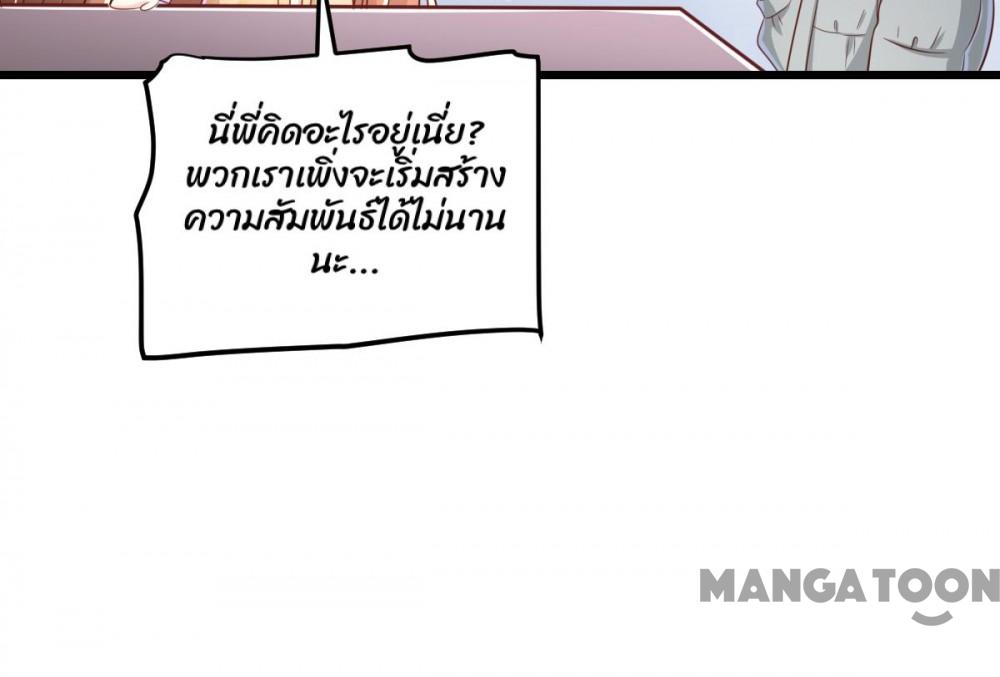 นี่พี่คิดอะไรอยู่เนี่ย?
พวกเราเพิ่งจะเริ่มสร้าง
ความสัมพันธ์ได้ไม่นาน
นะ...
MANGATOON